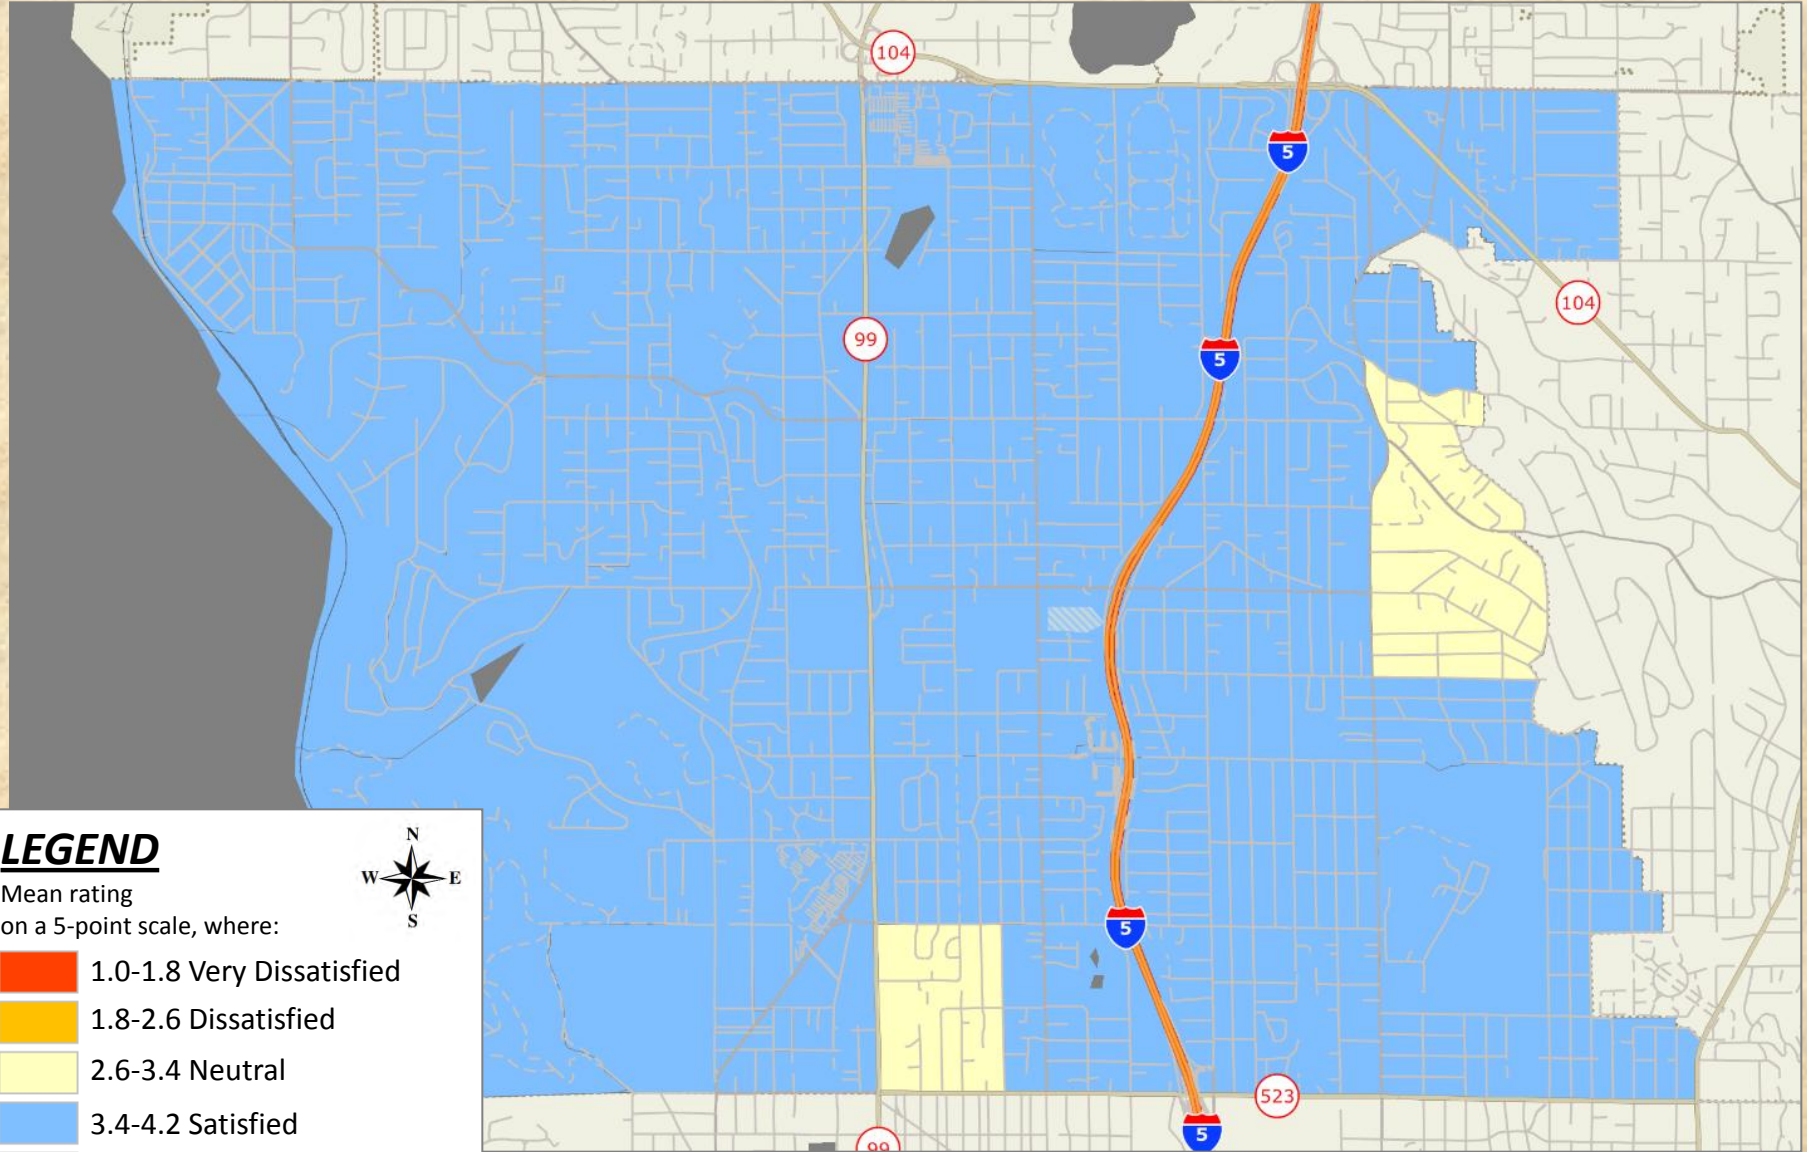 104
5
104
99
5
LEGEND
N
W E
S
Mean rating
on a 5-point scale, where:
1.0-1.8 Very Dissatisfied
1.8-2.6 Dissatisfied
2.6-3.4 Neutral
3.4-4.2 Satisfied
5
523
5
99